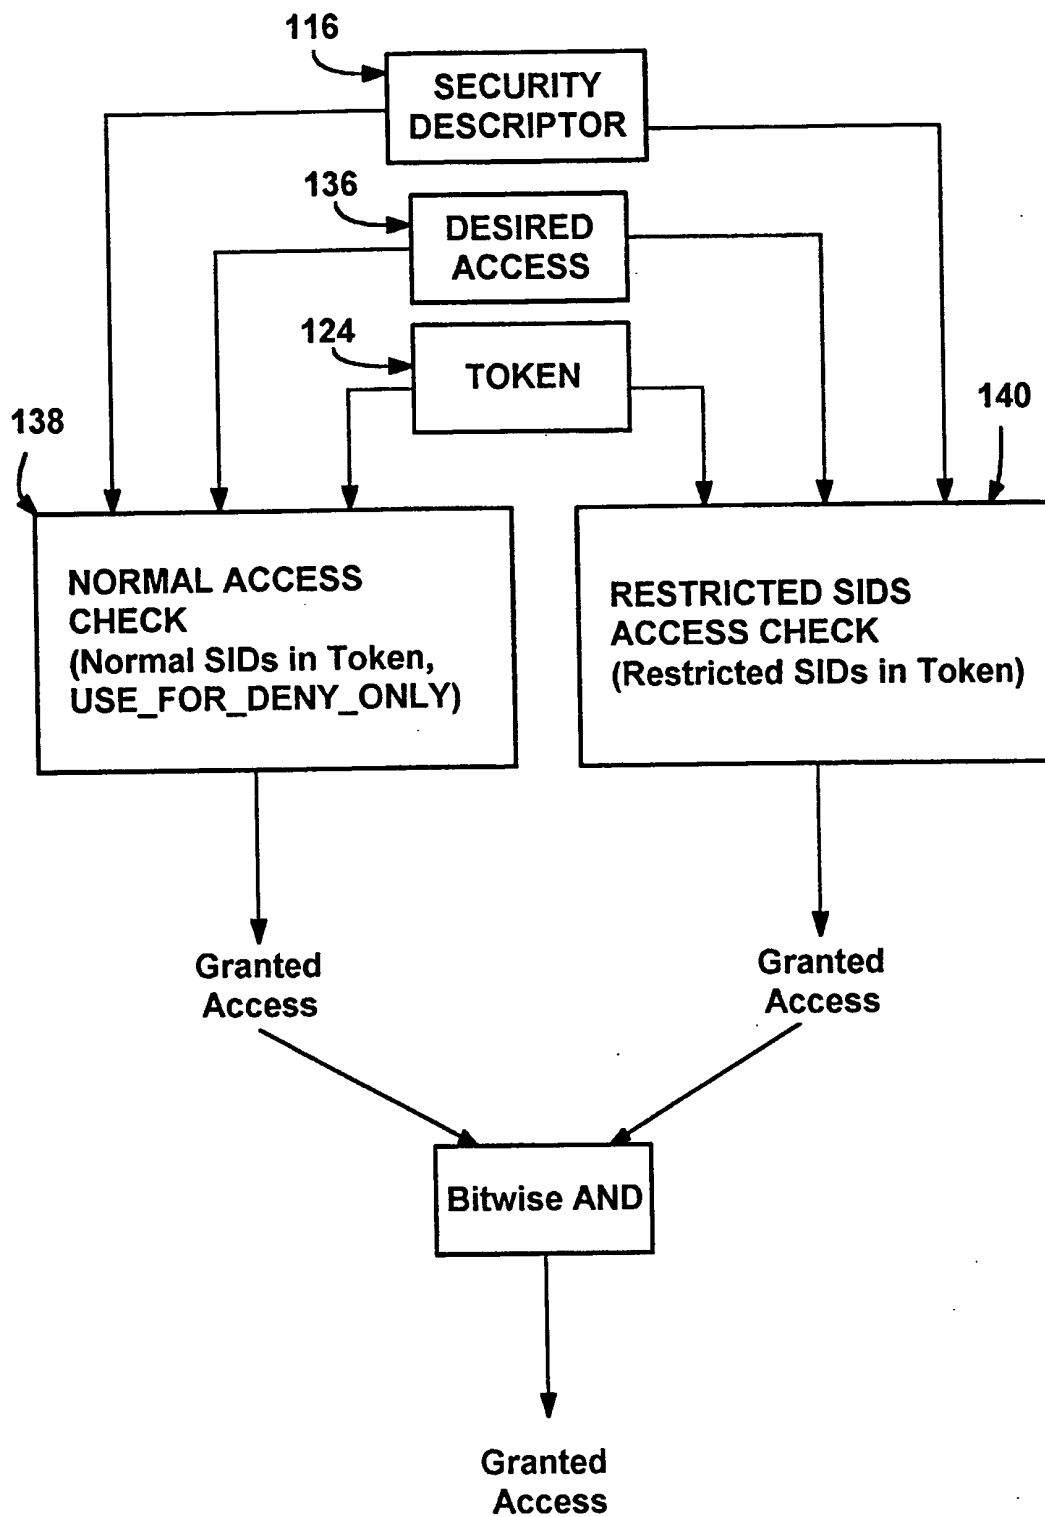 116
SECURITY
DESCRIPTOR
136
DESIRED
ACCESS
124
TOKEN
138
140
NORMAL ACCESS
CHECK
(Normal SIDs in Token,
USE_FOR_DENY_ONLY)
RESTRICTED SIDS
ACCESS CHECK
(Restricted SIDs in Token)
Granted
Access
Granted
Access
Bitwise AND
Granted
Access